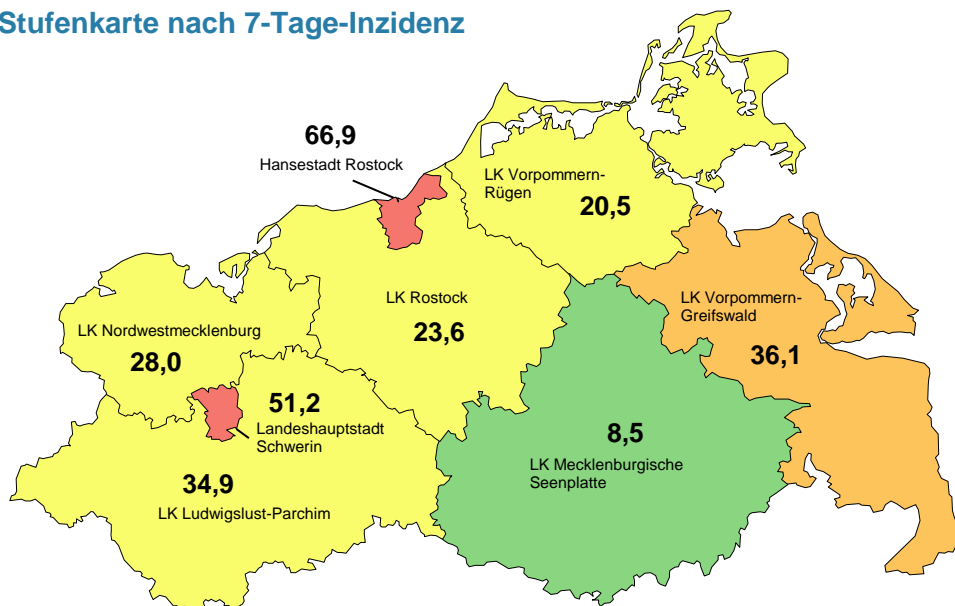 Stufenkarte nach 7-Tage-Inzidenz
66,9
Hansestadt Rostock
LK Vorpommern-
Rügen
20,5
LK Rostock
23,6
LK Vorpommern-
Greifswald
36,1
LK Nordwestmecklenburg
28,0
51,2
Landeshauptstadt
Schwerin
8,5
LK Mecklenburgische
Seenplatte
34,9
LK Ludwigslust-Parchim